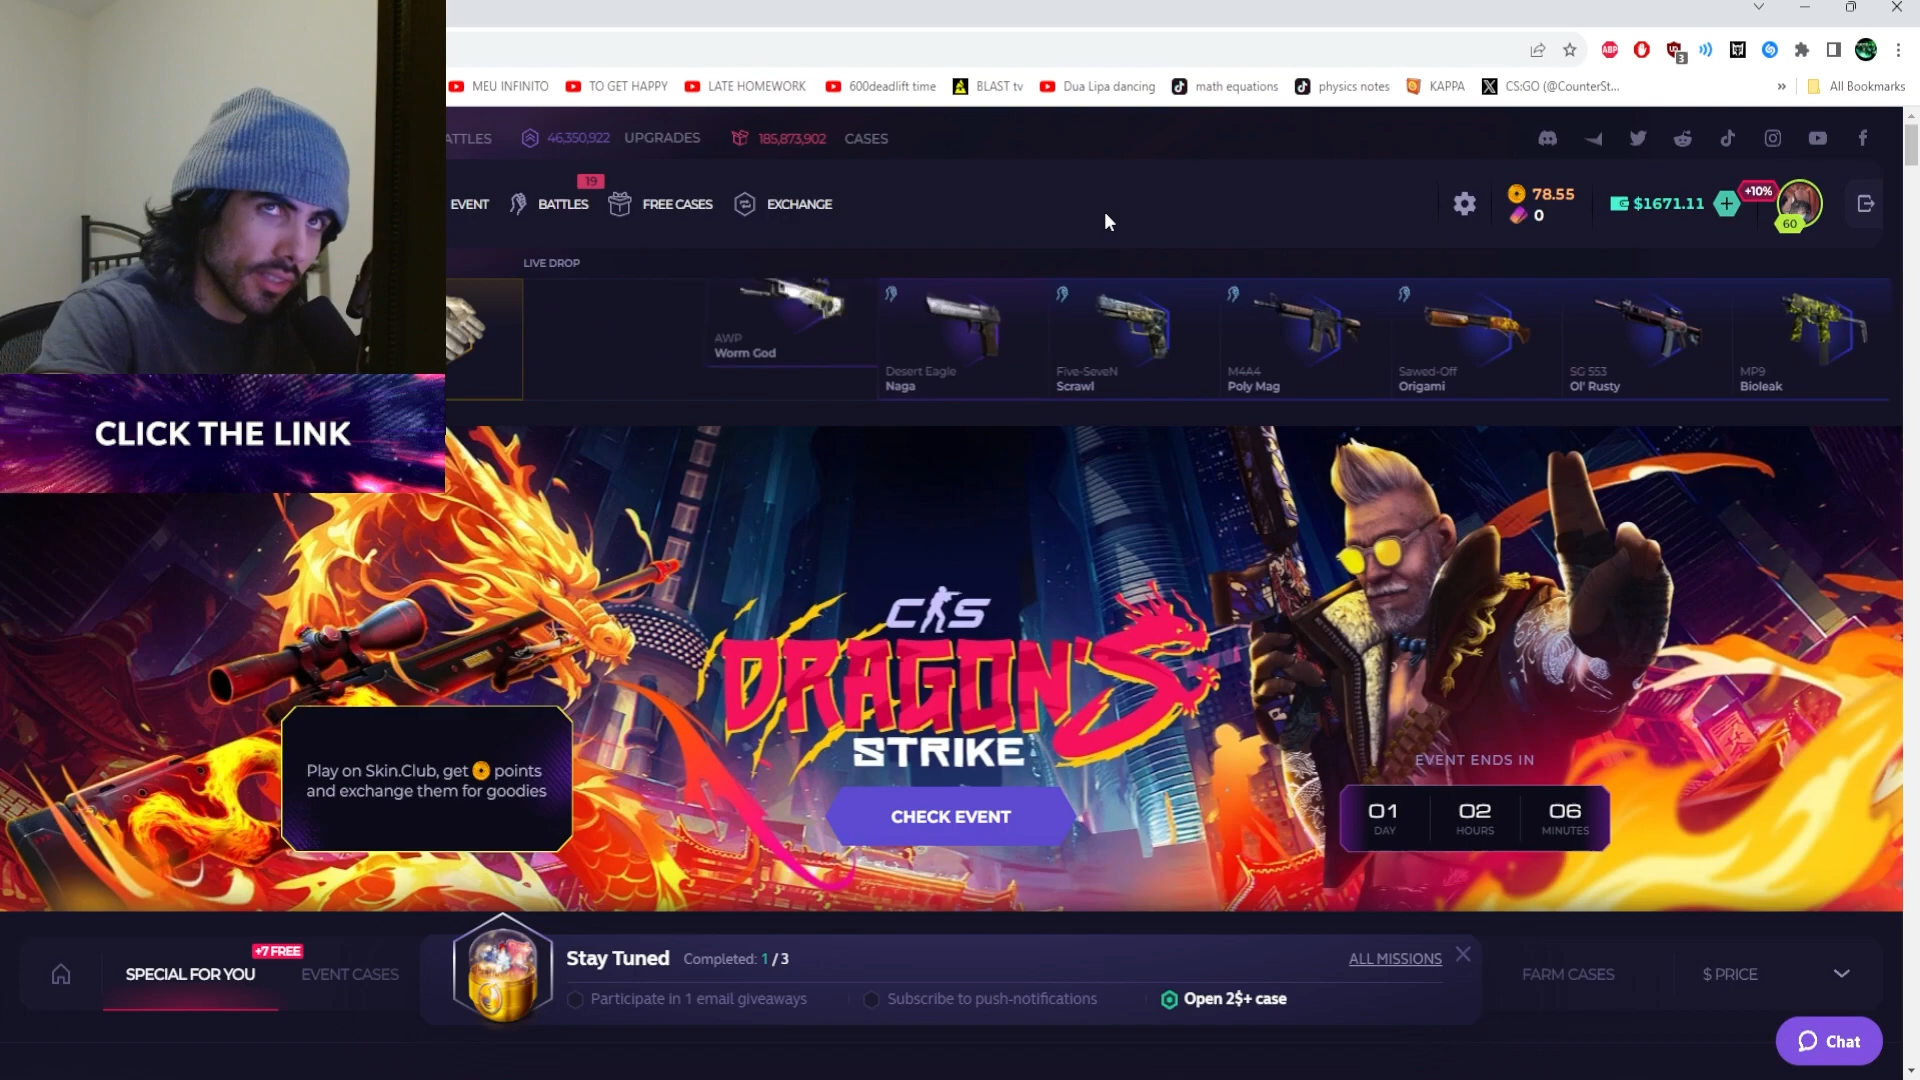 MEU INFINITO
TO GET HAPPY
LATE HOMEWORK
600deadlift time
BLAST tv
Dua Lipa dancing
math equations
physics notes
KAPPA
CS:GO (@CounterSt...
»
All Bookmarks
ABP
3
ATTLES
46,350,922 UPGRADES
185,873,902 CASES
EVENT
BATTLES
19
FREE CASES
EXCHANGE
78.55
0
$1671.11
+10%
60
LIVE DROP
AWP
Worm God
Desert Eagle
Naga
Five-SeveN
Scrawl
M4A4
Poly Mag
Sawed-Off
Origami
SG 553
Ol' Rusty
MP9
Bioleak
CLICK THE LINK
CS
DRAGON'S
STRIKE
Play on Skin.Club, get points
and exchange them for goodies
CHECK EVENT
EVENT ENDS IN
01 02 06
DAY HOURS MINUTES
+7 FREE
SPECIAL FOR YOU
EVENT CASES
Stay Tuned Completed: 1 / 3
ALL MISSIONS
Participate in 1 email giveaways
Subscribe to push-notifications
Open 2$+ case
FARM CASES
$ PRICE
Chat